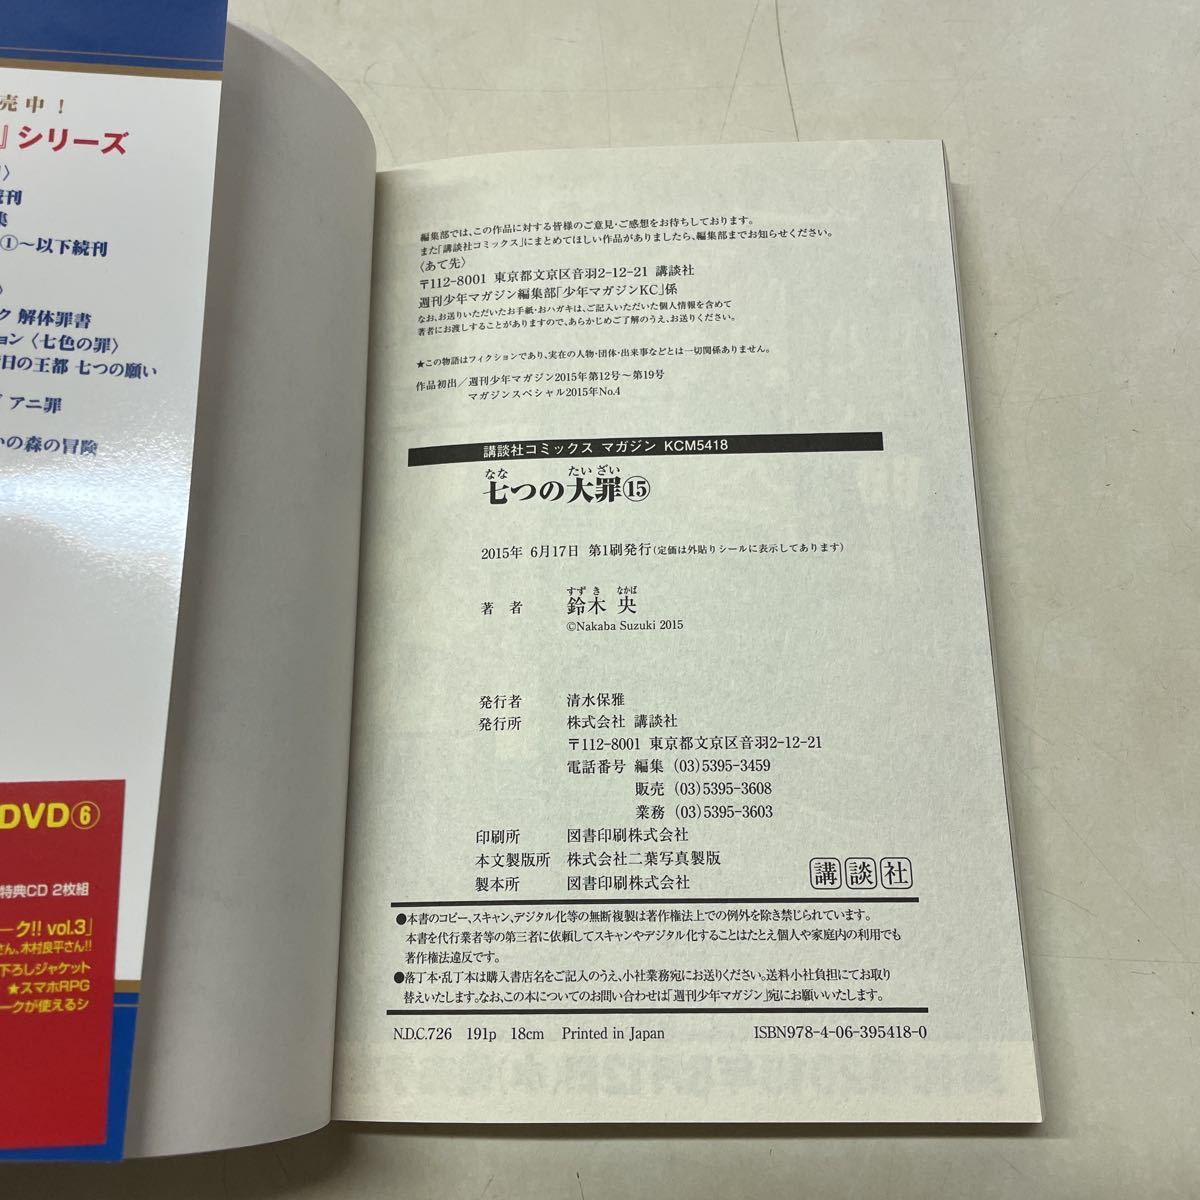 売中！
』シリーズ
〉
続刊
集
①～以下続刊
〉
ク 解体罪書
ョン〈七色の罪〉
日の王都 七つの願い
アニ罪
の森の冒険
DVD⑥
特典CD 2枚組
ーク!! vol.3」
さん、木村良平さん!!
下ろしジャケット
★スマホRPG
ークが使えるシ
編集部では、この作品に対する皆様のご意見・ご感想をお待ちしております。
また「講談社コミックス」にまとめてほしい作品がありましたら、編集部までお知らせください。
〈あて先〉
〒112-8001 東京都文京区音羽2-12-21 講談社
週刊少年マガジン編集部「少年マガジンKC」係
なお、お送りいただいたお手紙・おハガキは、ご記入いただいた個人情報を含めて
著者にお渡しすることがありますので、あらかじめご了解のうえ、お送りください。
★この物語はフィクションであり、実在の人物・団体・出来事などとは一切関係ありません。
作品初出／週刊少年マガジン2015年第12号～第19号
マガジンスペシャル2015年No.4
講談社コミックス マガジン KCM5418
なな たいざい
七つの大罪⑮
2015年 6月17日 第1刷発行(定価は外貼りシールに表示してあります)
すずき なかば
著者 鈴木 央
©Nakaba Suzuki 2015
発行者 清水保雅
発行所 株式会社 講談社
〒112-8001 東京都文京区音羽2-12-21
電話番号 編集 (03)5395-3459
販売 (03)5395-3608
業務 (03)5395-3603
印刷所 図書印刷株式会社
本文製版所 株式会社二葉写真製版
製本所 図書印刷株式会社
講談社
●本書のコピー、スキャン、デジタル化等の無断複製は著作権法上での例外を除き禁じられています。
本書を代行業者等の第三者に依頼してスキャンやデジタル化することはたとえ個人や家庭内の利用でも
著作権法違反です。
●落丁本・乱丁本は購入書店名をご記入のうえ、小社業務宛にお送りください。送料小社負担にてお取り
替えいたします。なお、この本についてのお問い合わせは「週刊少年マガジン」宛にお願いいたします。
N.D.C.726 191p 18cm Printed in Japan ISBN978-4-06-395418-0